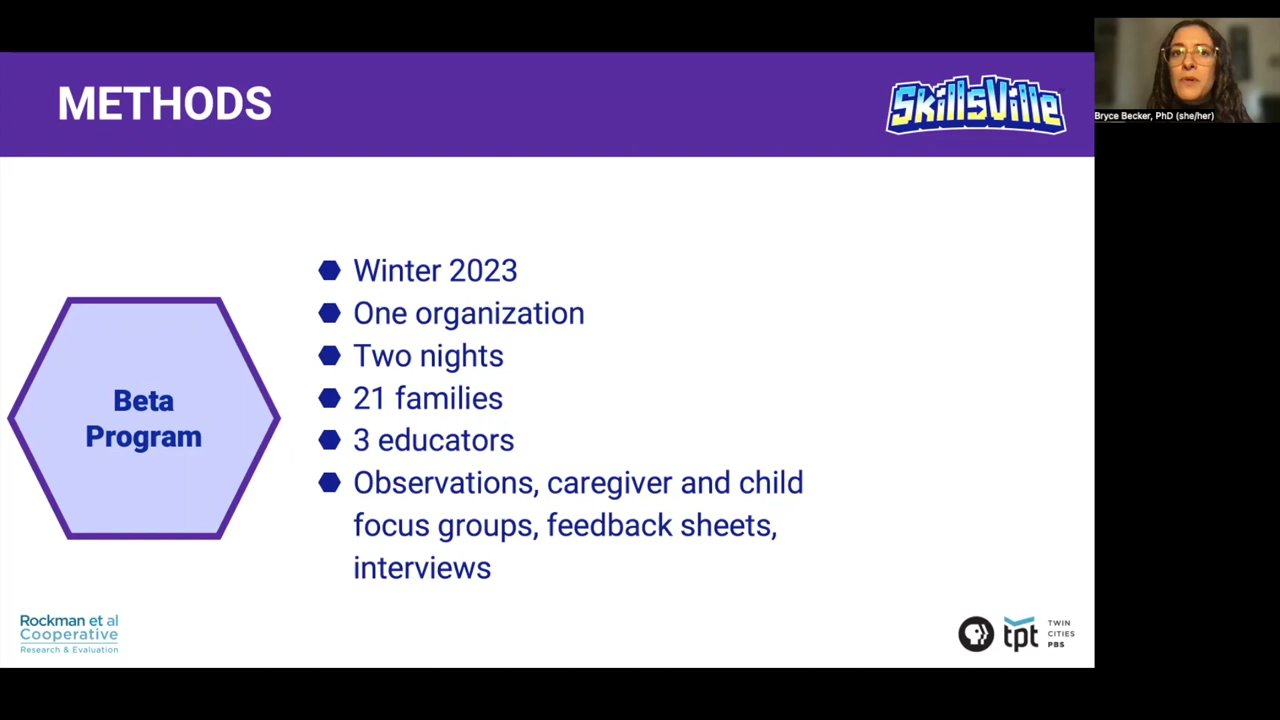 METHODS
SkillsVille
Bryce Becker, PhD (she/her)
Winter 2023
One organization
Two nights
21 families
3 educators
Observations, caregiver and child
focus groups, feedback sheets,
interviews
Beta
Program
Rockman et al
Cooperative
Research & Evaluation
tpt
TWIN
CITIES
PBS